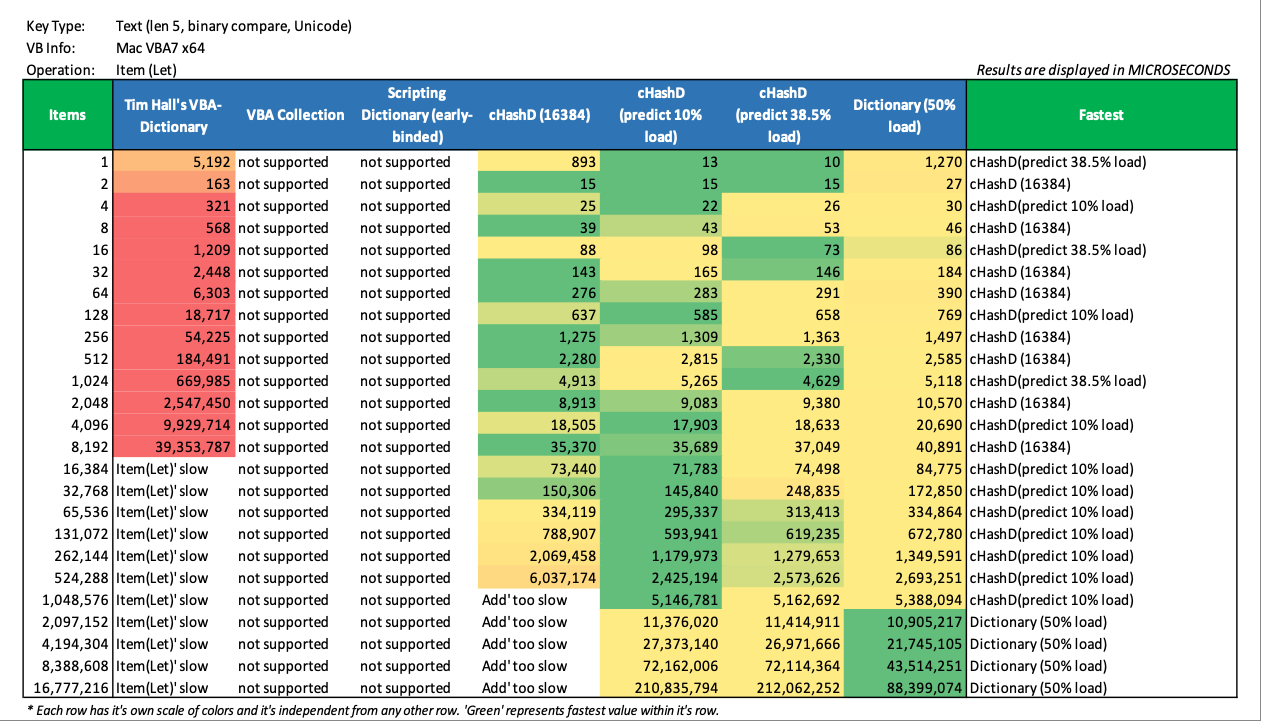 Key Type: Text (len 5, binary compare, Unicode)
VB Info: Mac VBA7 x64
Operation: Item (Let) Results are displayed in MICROSECONDS
Items Tim Hall's VBA-Dictionary VBA Collection Scripting Dictionary (early-binded) cHashD (16384) cHashD (predict 10% load) cHashD (predict 38.5% load) Dictionary (50% load) Fastest
1 5,192 not supported not supported 893 13 10 1,270 cHashD(predict 38.5% load)
2 163 not supported not supported 15 15 15 27 cHashD (16384)
4 321 not supported not supported 25 22 26 30 cHashD(predict 10% load)
8 568 not supported not supported 39 43 53 46 cHashD (16384)
16 1,209 not supported not supported 88 98 73 86 cHashD(predict 38.5% load)
32 2,448 not supported not supported 143 165 146 184 cHashD (16384)
64 6,303 not supported not supported 276 283 291 390 cHashD (16384)
128 18,717 not supported not supported 637 585 658 769 cHashD(predict 10% load)
256 54,225 not supported not supported 1,275 1,309 1,363 1,497 cHashD (16384)
512 184,491 not supported not supported 2,280 2,815 2,330 2,585 cHashD (16384)
1,024 669,985 not supported not supported 4,913 5,265 4,629 5,118 cHashD(predict 38.5% load)
2,048 2,547,450 not supported not supported 8,913 9,083 9,380 10,570 cHashD (16384)
4,096 9,929,714 not supported not supported 18,505 17,903 18,633 20,690 cHashD(predict 10% load)
8,192 39,353,787 not supported not supported 35,370 35,689 37,049 40,891 cHashD (16384)
16,384 Item(Let)' slow not supported not supported 73,440 71,783 74,498 84,775 cHashD(predict 10% load)
32,768 Item(Let)' slow not supported not supported 150,306 145,840 248,835 172,850 cHashD(predict 10% load)
65,536 Item(Let)' slow not supported not supported 334,119 295,337 313,413 334,864 cHashD(predict 10% load)
131,072 Item(Let)' slow not supported not supported 788,907 593,941 619,235 672,780 cHashD(predict 10% load)
262,144 Item(Let)' slow not supported not supported 2,069,458 1,179,973 1,279,653 1,349,591 cHashD(predict 10% load)
524,288 Item(Let)' slow not supported not supported 6,037,174 2,425,194 2,573,626 2,693,251 cHashD(predict 10% load)
1,048,576 Item(Let)' slow not supported not supported Add' too slow 5,146,781 5,162,692 5,388,094 cHashD(predict 10% load)
2,097,152 Item(Let)' slow not supported not supported Add' too slow 11,376,020 11,414,911 10,905,217 Dictionary (50% load)
4,194,304 Item(Let)' slow not supported not supported Add' too slow 27,373,140 26,971,666 21,745,105 Dictionary (50% load)
8,388,608 Item(Let)' slow not supported not supported Add' too slow 72,162,006 72,114,364 43,514,251 Dictionary (50% load)
16,777,216 Item(Let)' slow not supported not supported Add' too slow 210,835,794 212,062,252 88,399,074 Dictionary (50% load)
* Each row has it's own scale of colors and it's independent from any other row. 'Green' represents fastest value within it's row.